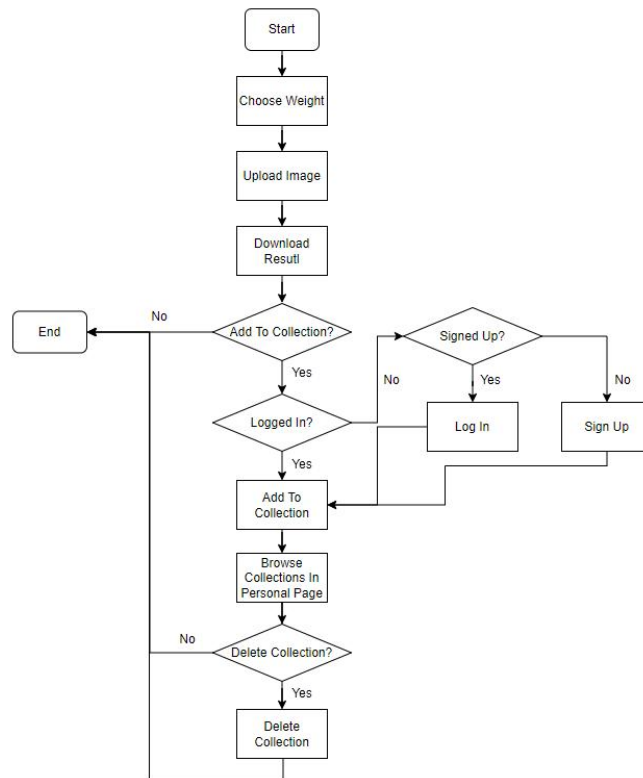 Start
Choose Weight
Upload Image
Download
Resutl
No
End
Add To Collection?
Signed Up?
Yes
No
Yes
No
Logged In?
Log In
Sign Up
Yes
Add To
Collection
Browse
Collections In
Personal Page
No
Delete Collection?
Yes
Delete
Collection